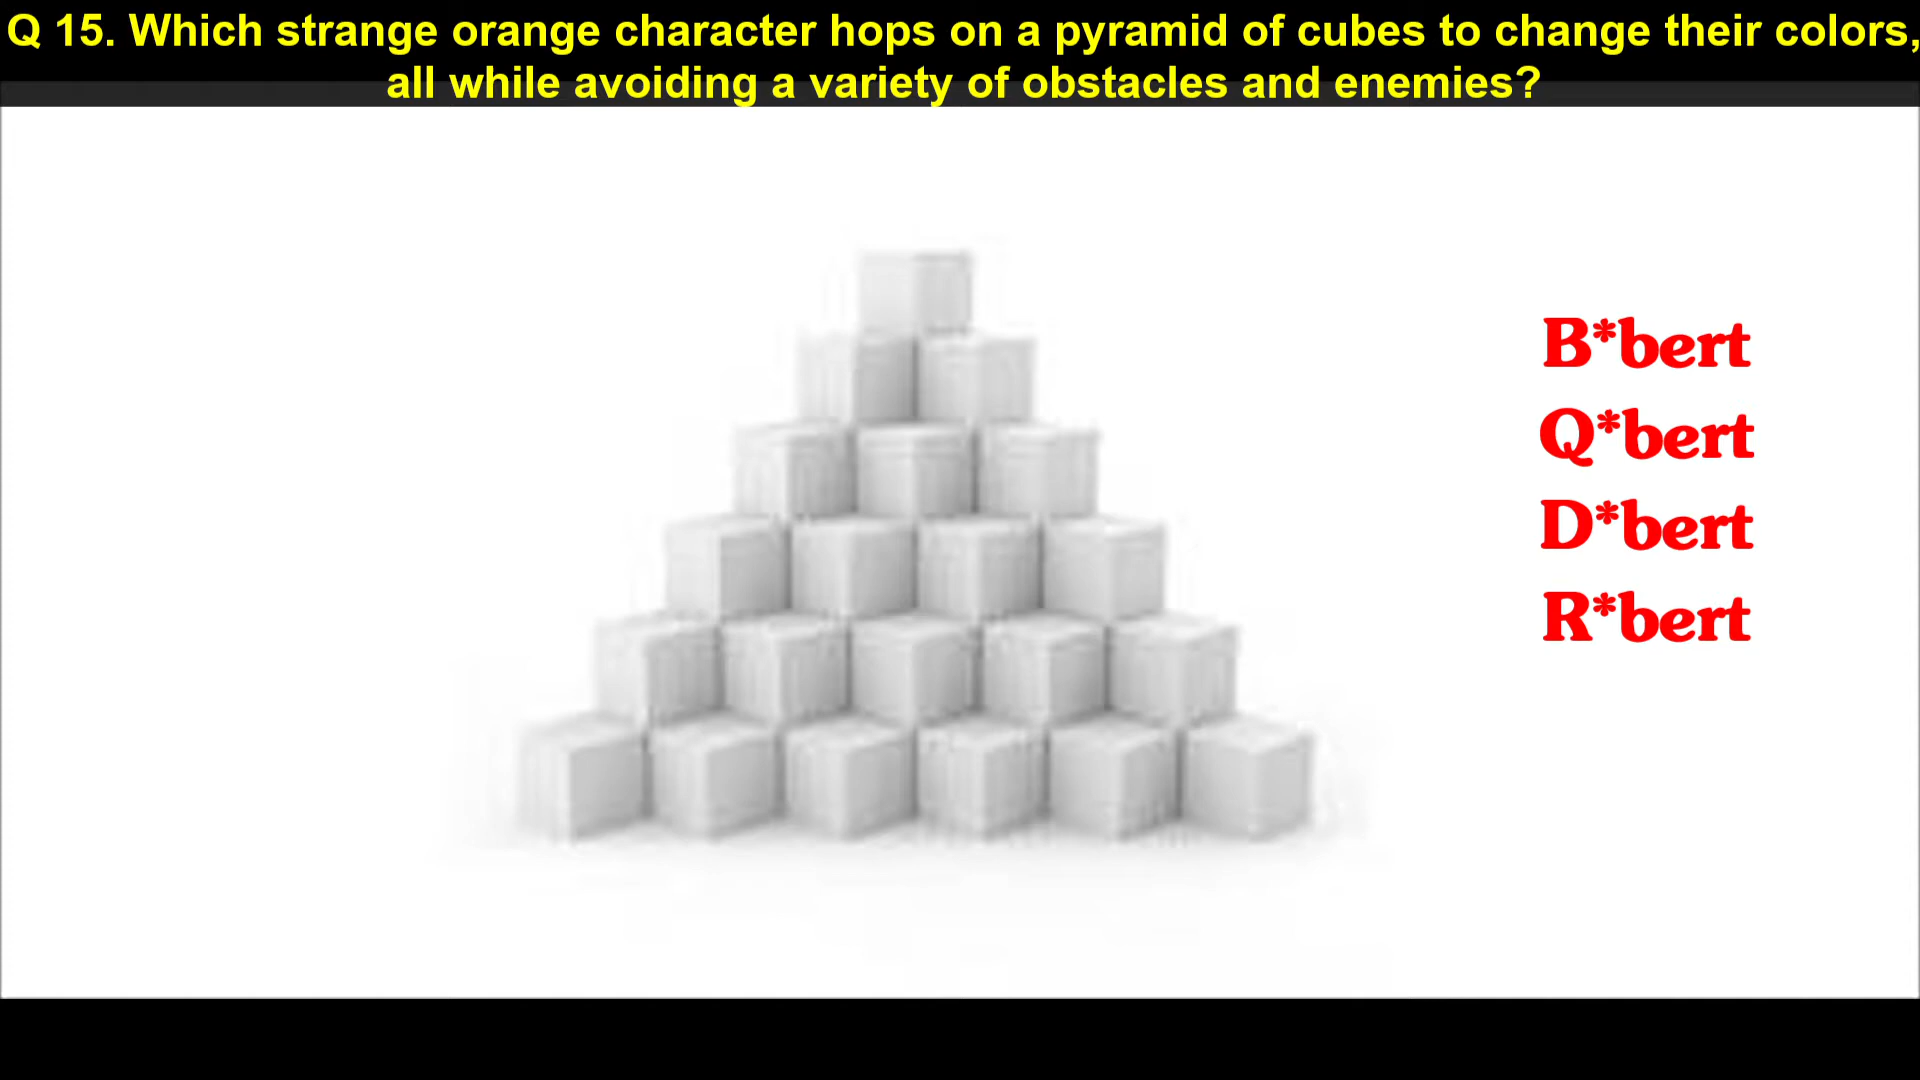 Q 15. Which strange orange character hops on a pyramid of cubes to change their colors,
all while avoiding a variety of obstacles and enemies?
B*bert
Q*bert
D*bert
R*bert